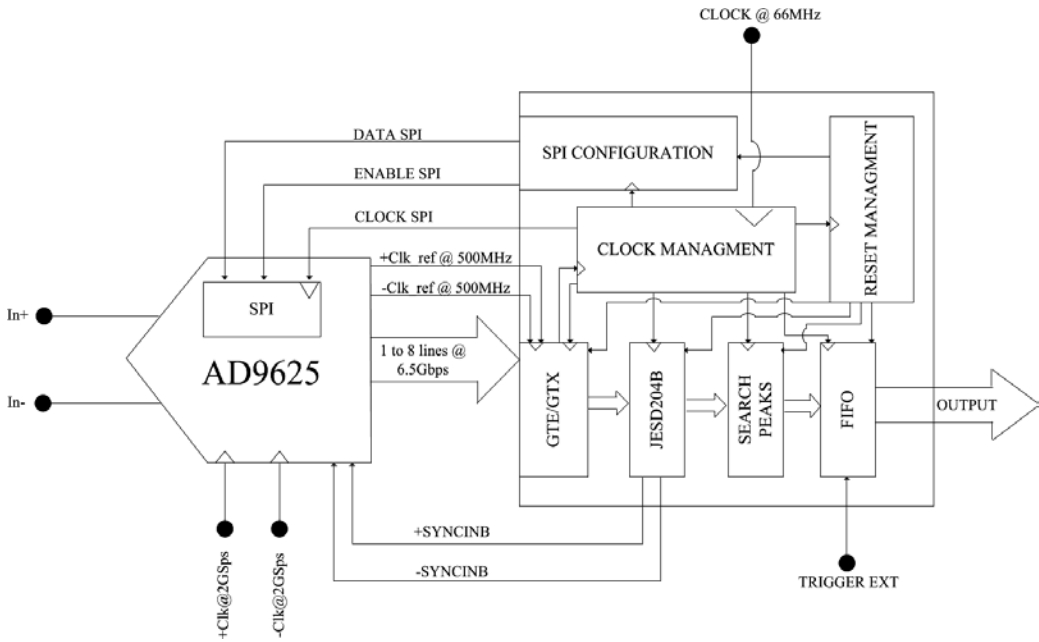 CLOCK @ 66MHz
DATA SPI
SPI CONFIGURATION
RESET MANAGMENT
ENABLE SPI
CLOCK SPI
CLOCK MANAGMENT
+Clk_ref @ 500MHz
-Clk_ref @ 500MHz
In+
SPI
AD9625
1 to 8 lines @
6.5Gbps
In-
GTE/GTX
JESD204B
SEARCH
PEAKS
FIFO
OUTPUT
+SYNCINB
-SYNCINB
TRIGGER EXT
+Clk@2GSps
-Clk@2GSps